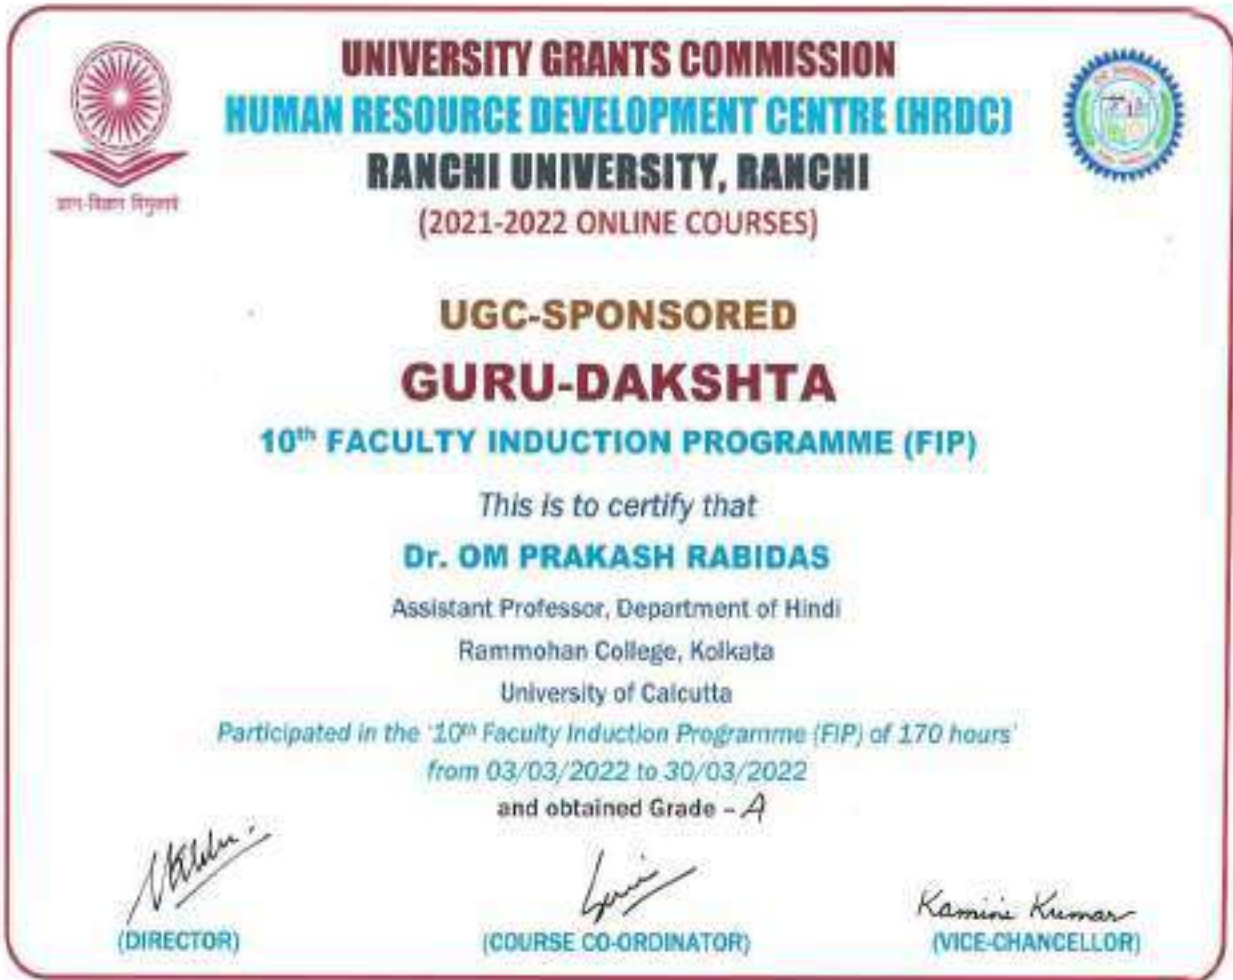 UNIVERSITY GRANTS COMMISSION
HUMAN RESOURCE DEVELOPMENT CENTRE (HRDC)
RANCHI UNIVERSITY, RANCHI
(2021-2022 ONLINE COURSES)
ज्ञान-विज्ञान विमुक्तये
UGC-SPONSORED
GURU-DAKSHTA
10th FACULTY INDUCTION PROGRAMME (FIP)
This is to certify that
Dr. OM PRAKASH RABIDAS
Assistant Professor, Department of Hindi
Rammohan College, Kolkata
University of Calcutta
Participated in the '10th Faculty Induction Programme (FIP) of 170 hours'
from 03/03/2022 to 30/03/2022
and obtained Grade – A
Kamini Kumar
(DIRECTOR)
(COURSE CO-ORDINATOR)
(VICE-CHANCELLOR)